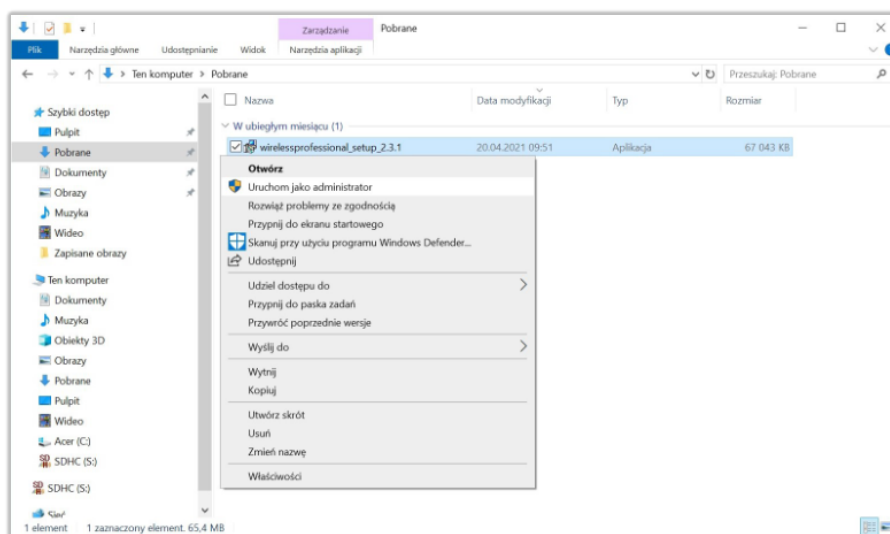 Zarządzanie
Pobrane
Plik
Narzędzia główne
Udostępnianie
Widok
Narzędzia aplikacji
Ten komputer > Pobrane
Przeszukaj: Pobrane
Szybki dostęp
Pulpit
Pobrane
Dokumenty
Obrazy
Muzyka
Wideo
Zapisane obrazy
Ten komputer
Dokumenty
Muzyka
Obiekty 3D
Obrazy
Pobrane
Pulpit
Wideo
Acer (C:)
SDHC (S:)
SDHC (S:)
Sieć
Nazwa
Data modyfikacji
Typ
Rozmiar
W ubiegłym miesiącu (1)
wirelessprofessional_setup_2.3.1
20.04.2021 09:51
Aplikacja
67 043 KB
Otwórz
Uruchom jako administrator
Rozwiąż problemy ze zgodnością
Przypnij do ekranu startowego
Skanuj przy użyciu programu Windows Defender...
Udostępnij
Udziel dostępu do
Przypnij do paska zadań
Przywróć poprzednie wersje
Wyślij do
Wytnij
Kopiuj
Utwórz skrót
Usuń
Zmień nazwę
Właściwości
1 element
1 zaznaczony element. 65,4 MB